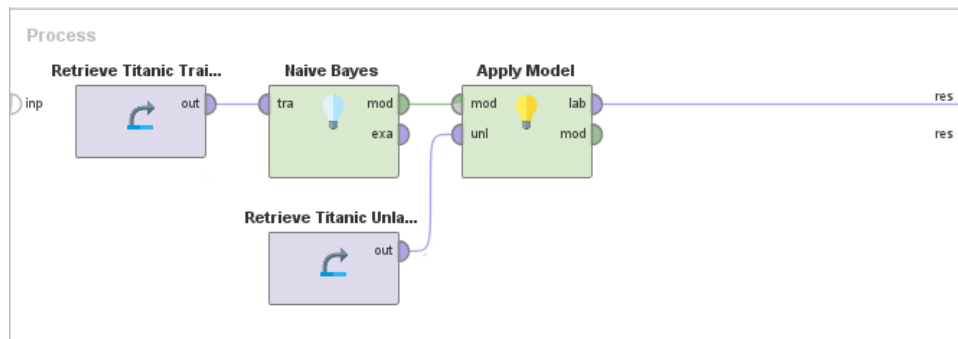 Process
Retrieve Titanic Trai...
Naive Bayes
Apply Model
inp
out
tra
mod
mod
lab
res
exa
unl
mod
res
Retrieve Titanic Unla...
out